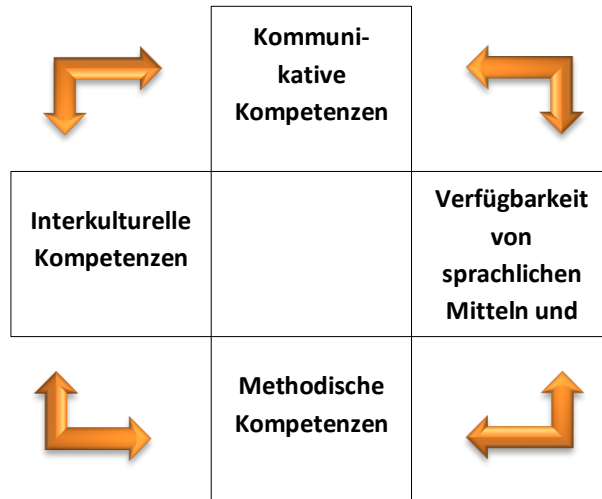 Kommuni-
kative
Kompetenzen
Interkulturelle
Kompetenzen
Verfügbarkeit
von
sprachlichen
Mitteln und
Methodische
Kompetenzen